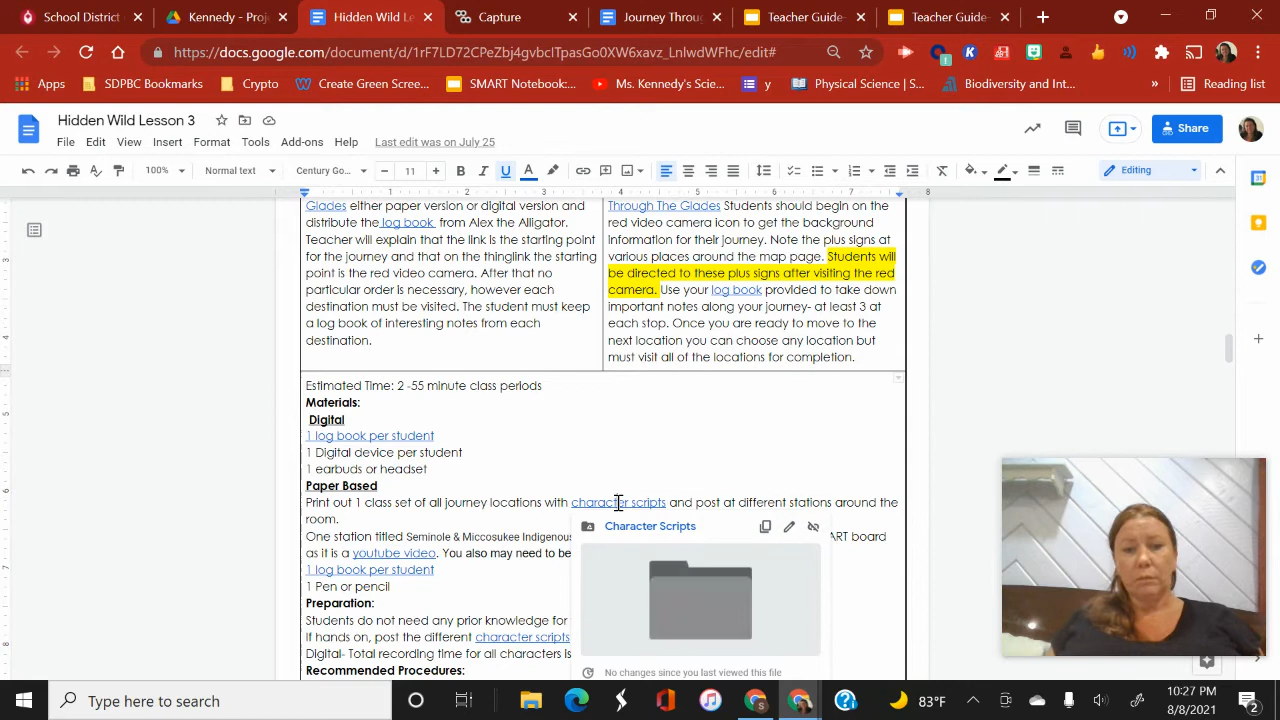 School District
Kennedy - Proj
Hidden Wild Le
Capture
Journey Throu
Teacher Guide-
Teacher Guide-
https://docs.google.com/document/d/1rF7LD72CPeZbj4gvbcITpasGo0XW6xavz_LnlwdWFhc/edit#
Apps
SDPBC Bookmarks
Crypto
Create Green Scree...
SMART Notebook:...
Ms. Kennedy's Scie...
y
Physical Science | S...
Biodiversity and Int...
Reading list
Hidden Wild Lesson 3
File Edit View Insert Format Tools Add-ons Help Last edit was on July 25
Share
100% Normal text Century Go... 11 Editing
1 2 3 4 5 6 7 8
Glades either paper version or digital version and
distribute the log book from Alex the Alligator.
Teacher will explain that the link is the starting point
for the journey and that on the thinglink the starting
point is the red video camera. After that no
particular order is necessary, however each
destination must be visited. The student must keep
a log book of interesting notes from each
destination.
Through The Glades Students should begin on the
red video camera icon to get the background
information for their journey. Note the plus signs at
various places around the map page. Students will
be directed to these plus signs after visiting the red
camera. Use your log book provided to take down
important notes along your journey- at least 3 at
each stop. Once you are ready to move to the
next location you can choose any location but
must visit all of the locations for completion.
Estimated Time: 2 -55 minute class periods
Materials:
Digital
1 log book per student
1 Digital device per student
1 earbuds or headset
Paper Based
Print out 1 class set of all journey locations with character scripts and post at different stations around the
room.
One station titled Seminole & Miccosukee Indigenous
ART board
as it is a youtube video. You also may need to be
1 log book per student
1 Pen or pencil
Preparation:
Students do not need any prior knowledge for
If hands on, post the different character scripts
Digital- Total recording time for all characters is
Recommended Procedures:
Character Scripts
No changes since you last viewed this file
Type here to search
83°F
10:27 PM
8/8/2021
2